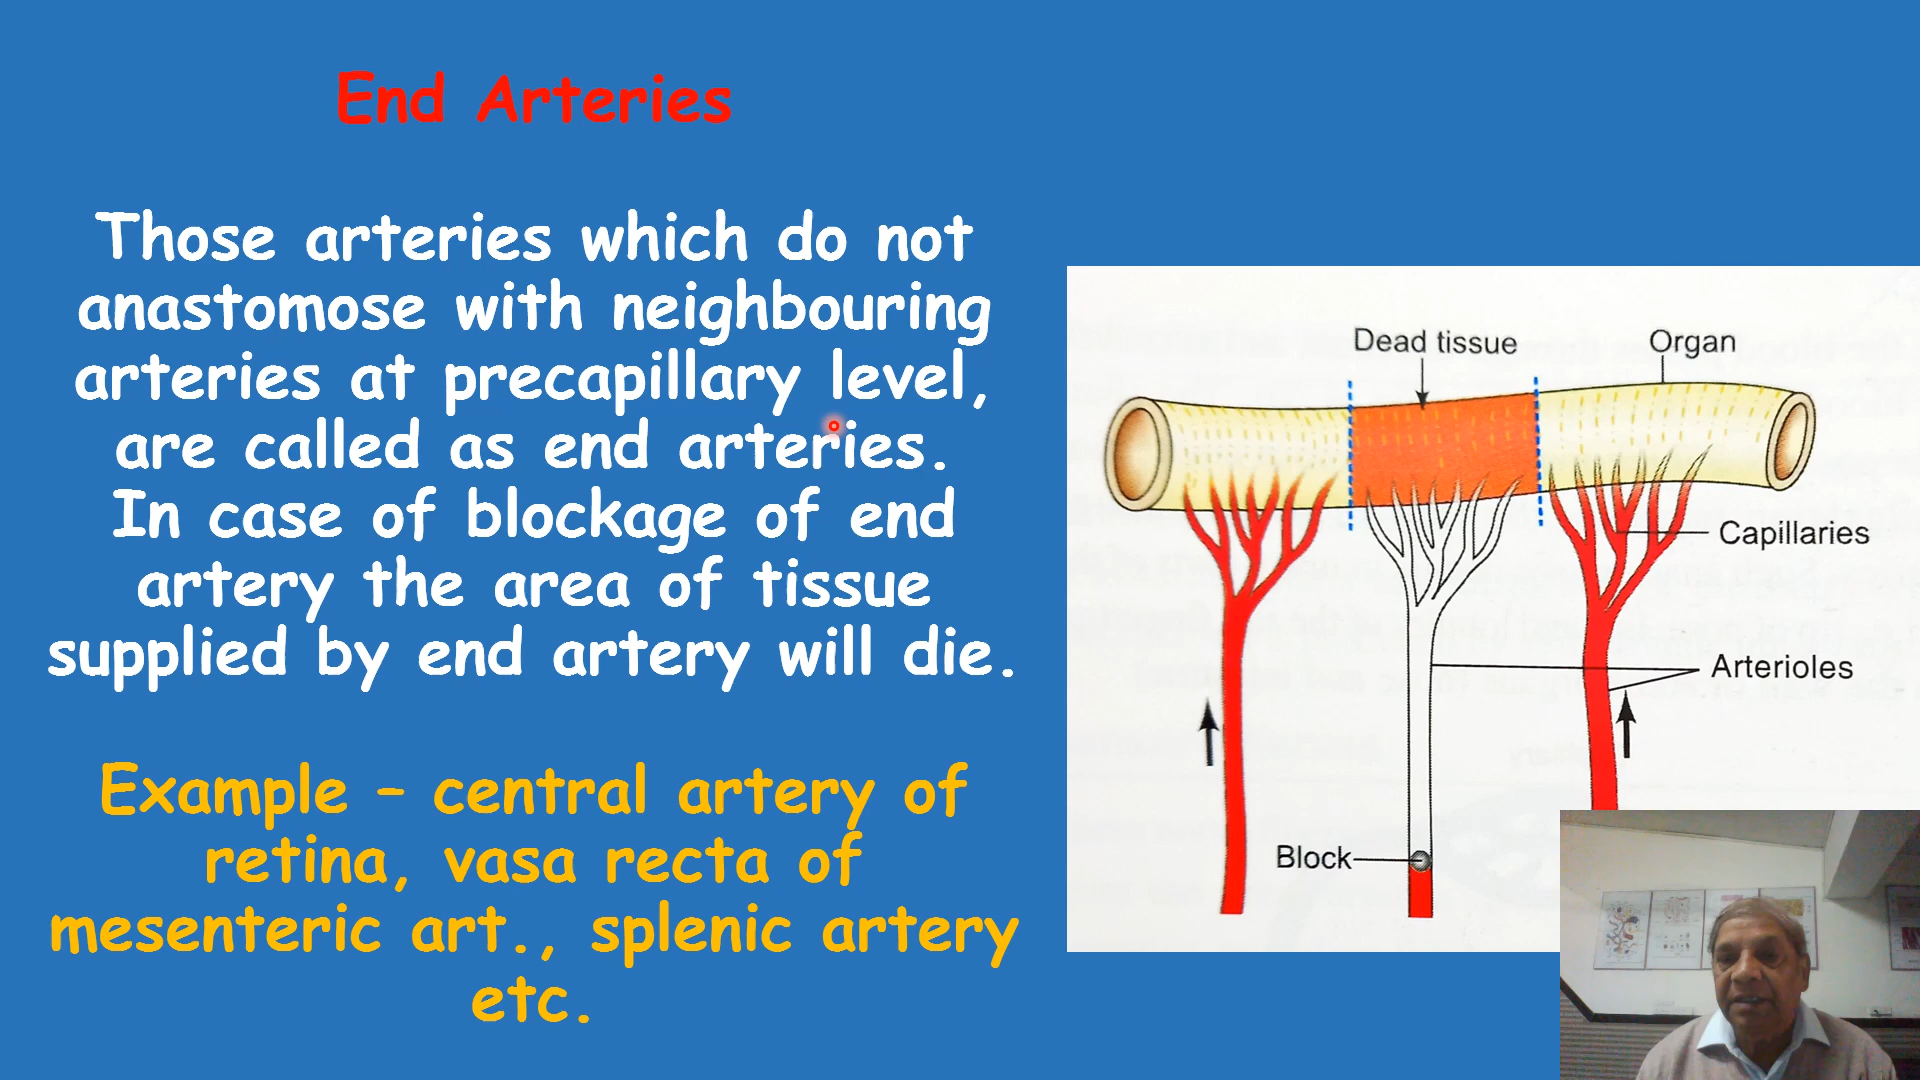 End Arteries
Those arteries which do not
anastomose with neighbouring
arteries at precapillary level,
are called as end arteries.
In case of blockage of end
artery the area of tissue
supplied by end artery will die.
Example – central artery of
retina, vasa recta of
mesenteric art., splenic artery
etc.
Dead tissue
Organ
Capillaries
Arterioles
Block